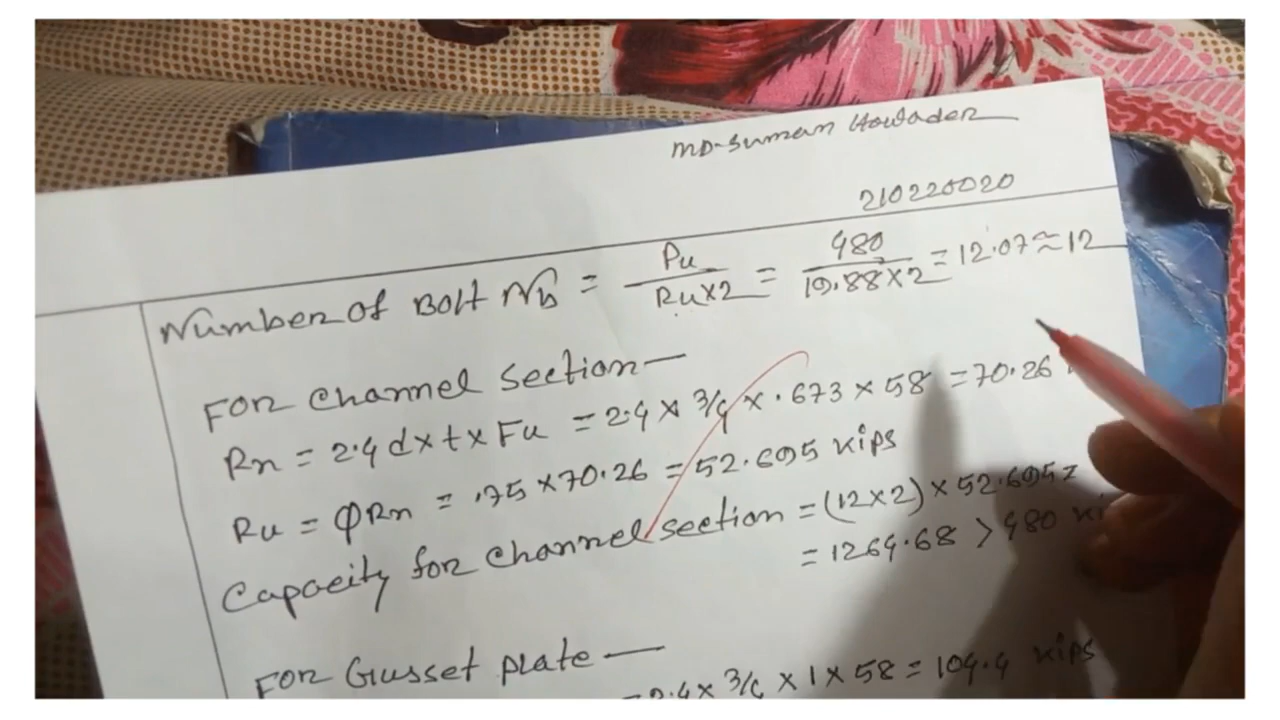 MD. Suman Howlader
210220020
Number of Bolt Nb = Pu / Ru×2 = 480 / 19.88×2 = 12.07 ≈ 12
For channel section —
Rn = 2.4 d×t×Fu = 2.4 × 3/4 × .673 × 58 = 70.26
Ru = φRn = .75 × 70.26 = 52.695 kips
Capacity for channel section = (12×2) × 52.695 =
= 1264.68 > 480 ki
For Gusset plate —
= 2.4 × 3/4 × 1 × 58 = 104.4 kips